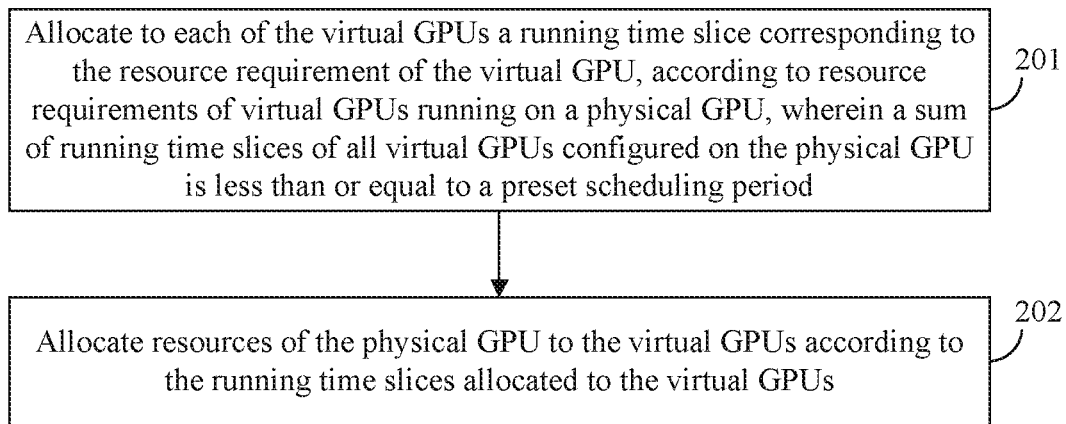 Allocate to each of the virtual GPUs a running time slice corresponding to
the resource requirement of the virtual GPU, according to resource
requirements of virtual GPUs running on a physical GPU, wherein a sum
of running time slices of all virtual GPUs configured on the physical GPU
is less than or equal to a preset scheduling period
201
Allocate resources of the physical GPU to the virtual GPUs according to
the running time slices allocated to the virtual GPUs
202